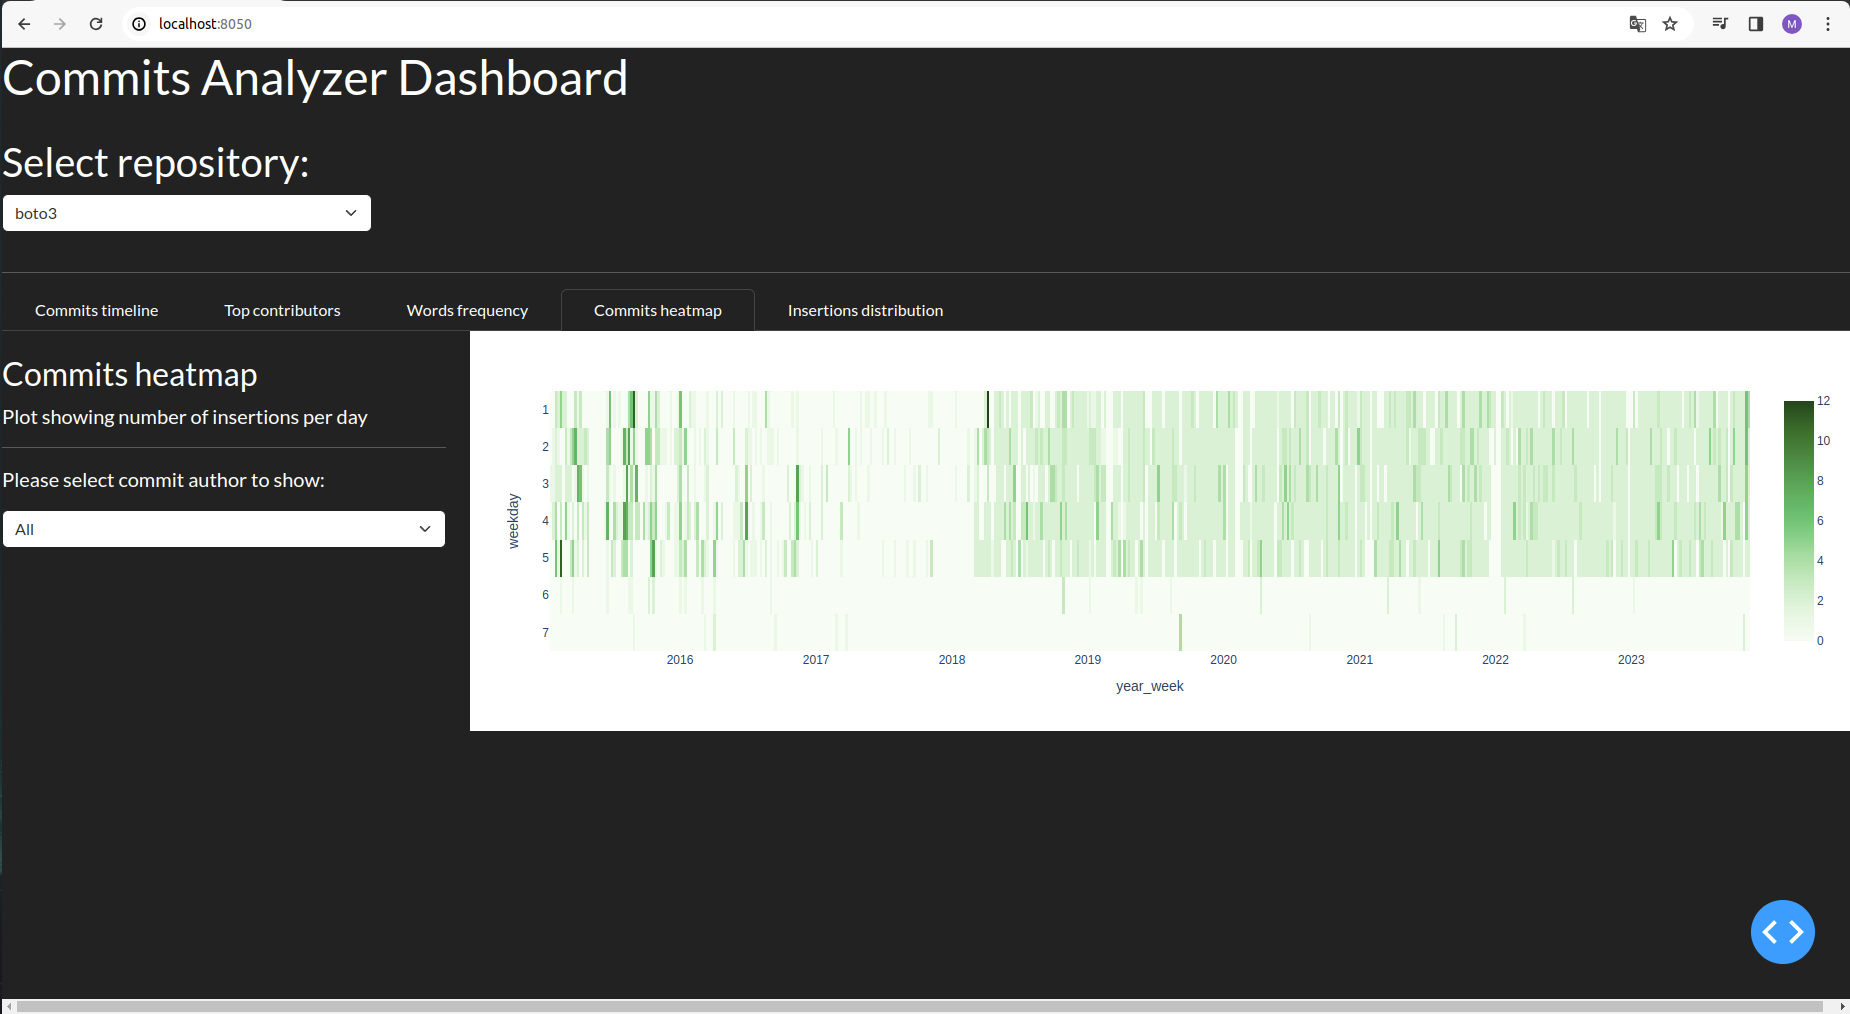 localhost:8050
M
Commits Analyzer Dashboard
Select repository:
boto3
Commits timeline Top contributors Words frequency Commits heatmap Insertions distribution
Commits heatmap
Plot showing number of insertions per day
Please select commit author to show:
All
weekday
1
2
3
4
5
6
7
2016 2017 2018 2019 2020 2021 2022 2023
year_week
12
10
8
6
4
2
0